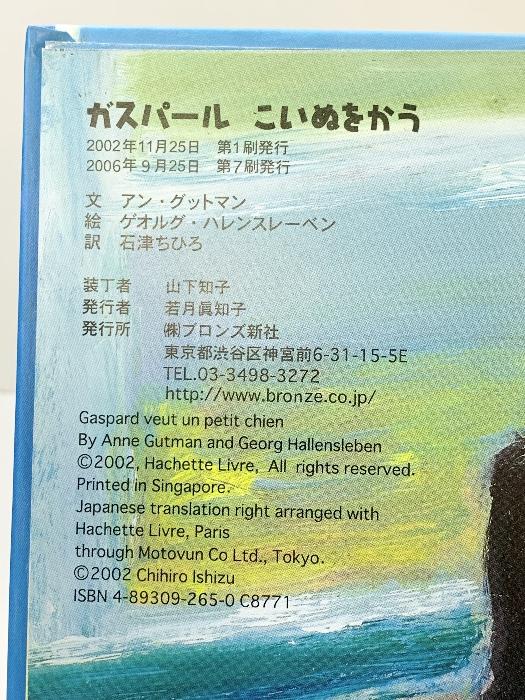 ガスパール こいぬをかう
2002年11月25日 第1刷発行
2006年9月25日 第7刷発行
文 アン・グットマン
絵 ゲオルグ・ハレンスレーベン
訳 石津ちひろ
装丁者 山下知子
発行者 若月眞知子
発行所 ㈱ブロンズ新社
東京都渋谷区神宮前6-31-15-5E
TEL.03-3498-3272
http://www.bronze.co.jp/
Gaspard veut un petit chien
By Anne Gutman and Georg Hallensleben
©2002, Hachette Livre, All rights reserved.
Printed in Singapore.
Japanese translation right arranged with
Hachette Livre, Paris
through Motovun Co Ltd., Tokyo.
©2002 Chihiro Ishizu
ISBN 4-89309-265-0 C8771